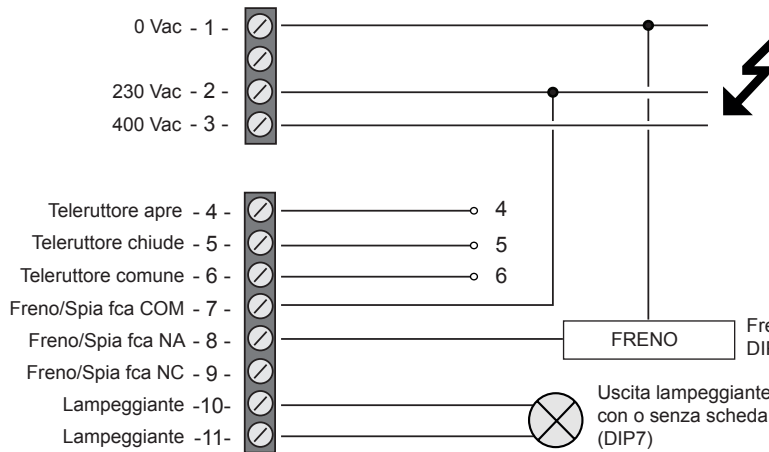 0 Vac - 1 -
230 Vac - 2 -
400 Vac - 3 -
Teleruttore apre - 4 - 4
Teleruttore chiude - 5 - 5
Teleruttore comune - 6 - 6
Freno/Spia fca COM - 7 -
Freno/Spia fca NA - 8 -
FRENO
Freno/Spia fca NC - 9 -
Lampeggiante -10-
Lampeggiante -11-
Uscita lampeggiante
con o senza scheda
(DIP7)